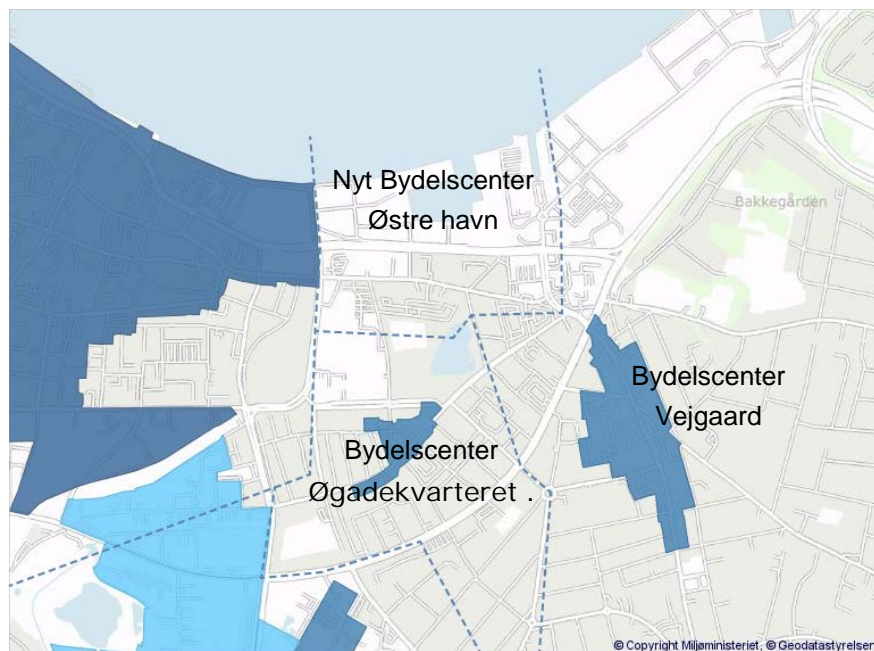 Nyt Bydelscenter
Østre havn
Bakkegården
Bydelscenter
Vejgaard
Bydelscenter
Øgadekvarteret .
© Copyright Miljøministeriet, © Geodatastyrelsen